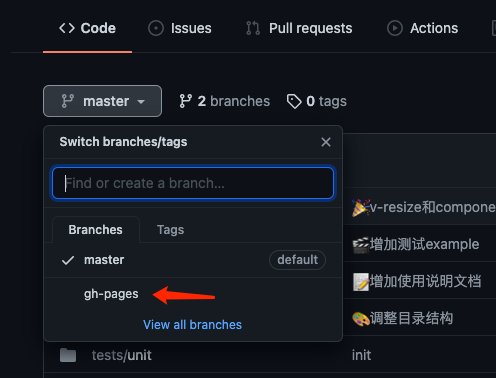 Code Issues Pull requests Actions
master 2 branches 0 tags
Switch branches/tags
Find or create a branch...
v-resize和compone
Branches Tags
增加测试example
master default
gh-pages
增加使用说明文档
View all branches
调整目录结构
tests/unit init